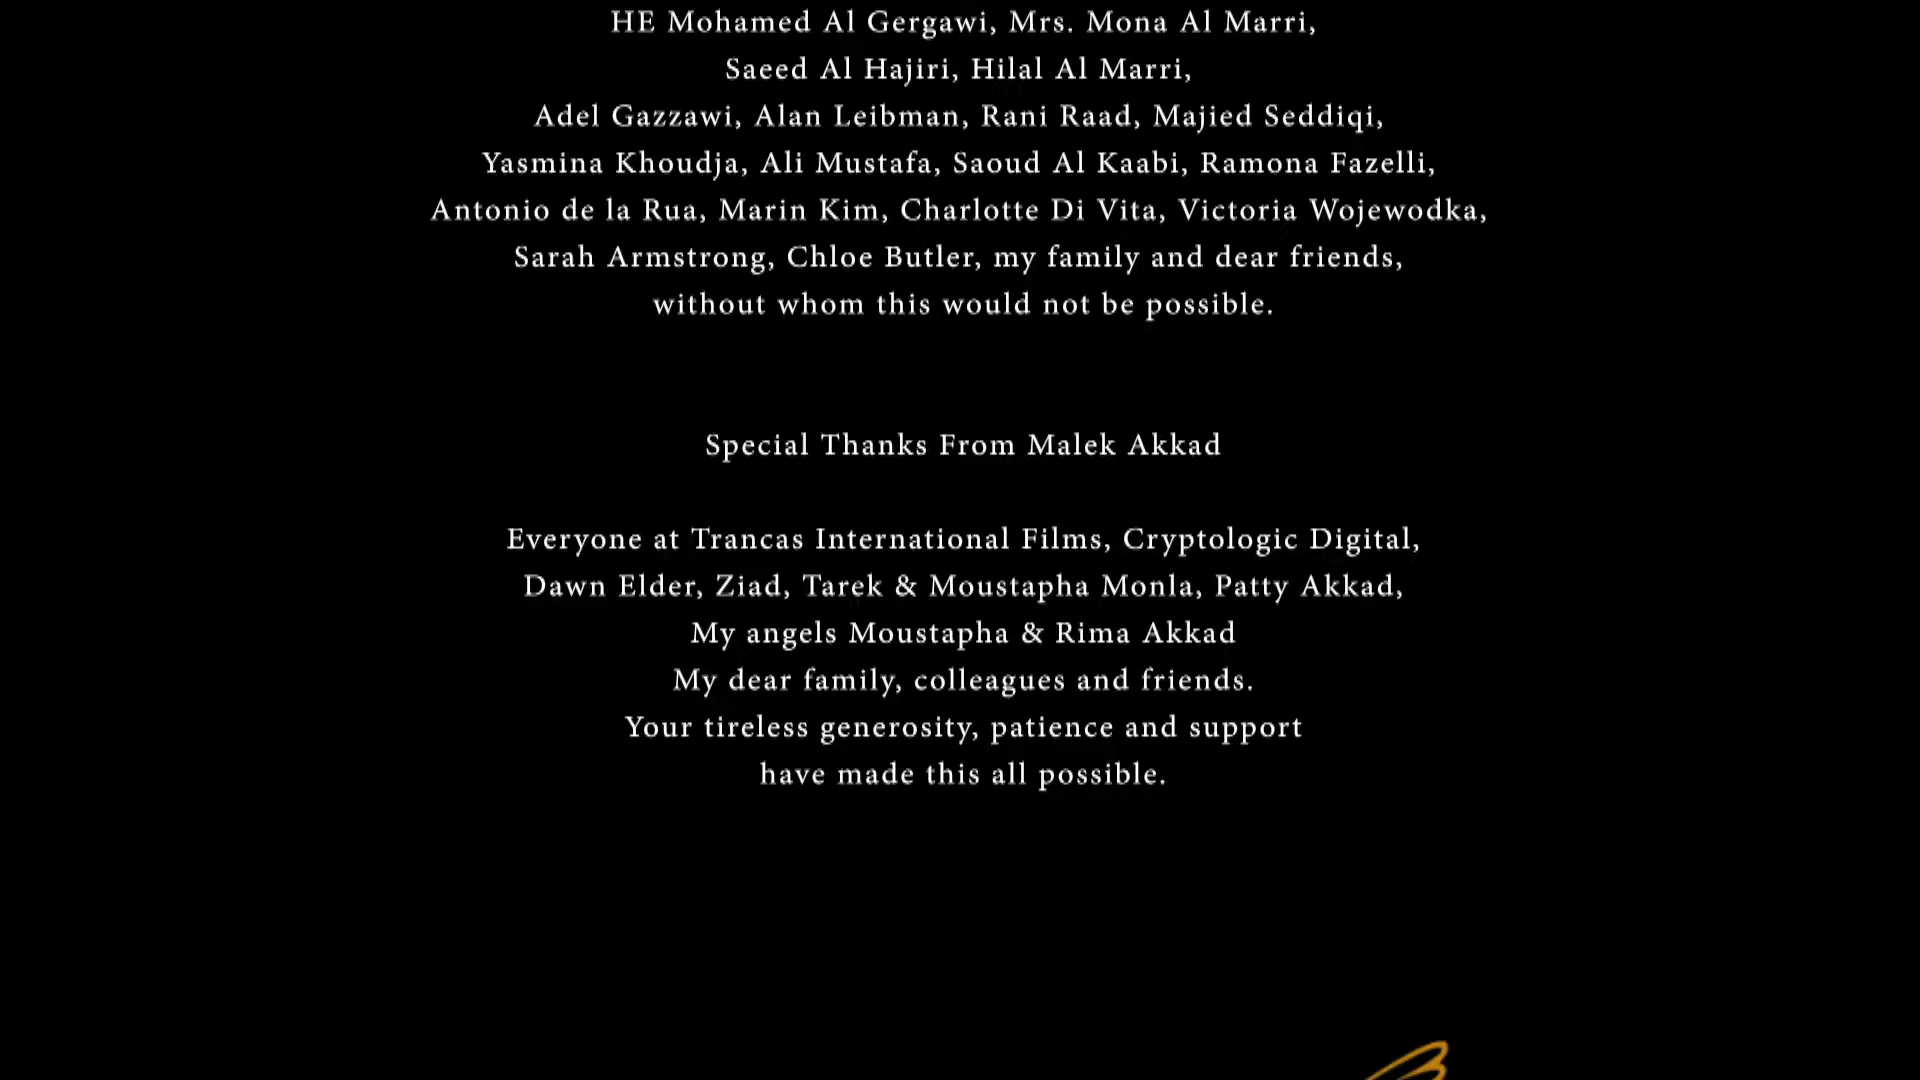 HE Mohamed Al Gergawi, Mrs. Mona Al Marri,
Saeed Al Hajiri, Hilal Al Marri,
Adel Gazzawi, Alan Leibman, Rani Raad, Majied Seddiqi,
Yasmina Khoudja, Ali Mustafa, Saoud Al Kaabi, Ramona Fazelli,
Antonio de la Rua, Marin Kim, Charlotte Di Vita, Victoria Wojewodka,
Sarah Armstrong, Chloe Butler, my family and dear friends,
without whom this would not be possible.
Special Thanks From Malek Akkad
Everyone at Trancas International Films, Cryptologic Digital,
Dawn Elder, Ziad, Tarek & Moustapha Monla, Patty Akkad,
My angels Moustapha & Rima Akkad
My dear family, colleagues and friends.
Your tireless generosity, patience and support
have made this all possible.